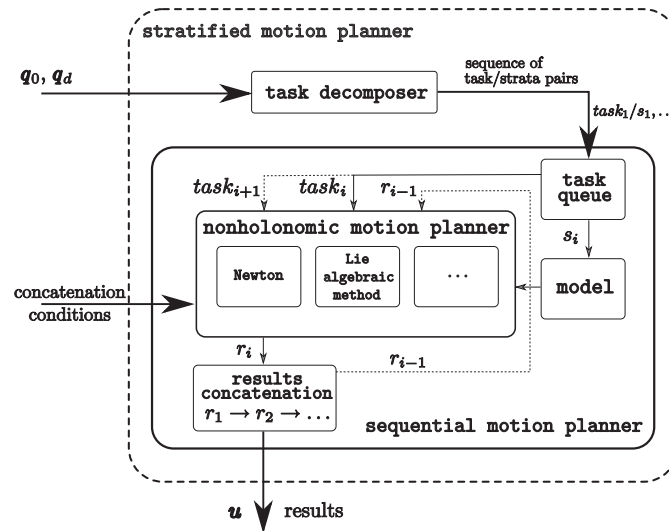 stratified motion planner
q0, qd
task decomposer
sequence of
task/strata pairs
task1/s1,...
task queue
taski+1
taski
ri−1
nonholonomic motion planner
Newton
Lie
algebraic
method
...
si
model
concatenation
conditions
ri
ri−1
results
concatenation
r1 → r2 → ...
sequential motion planner
u results